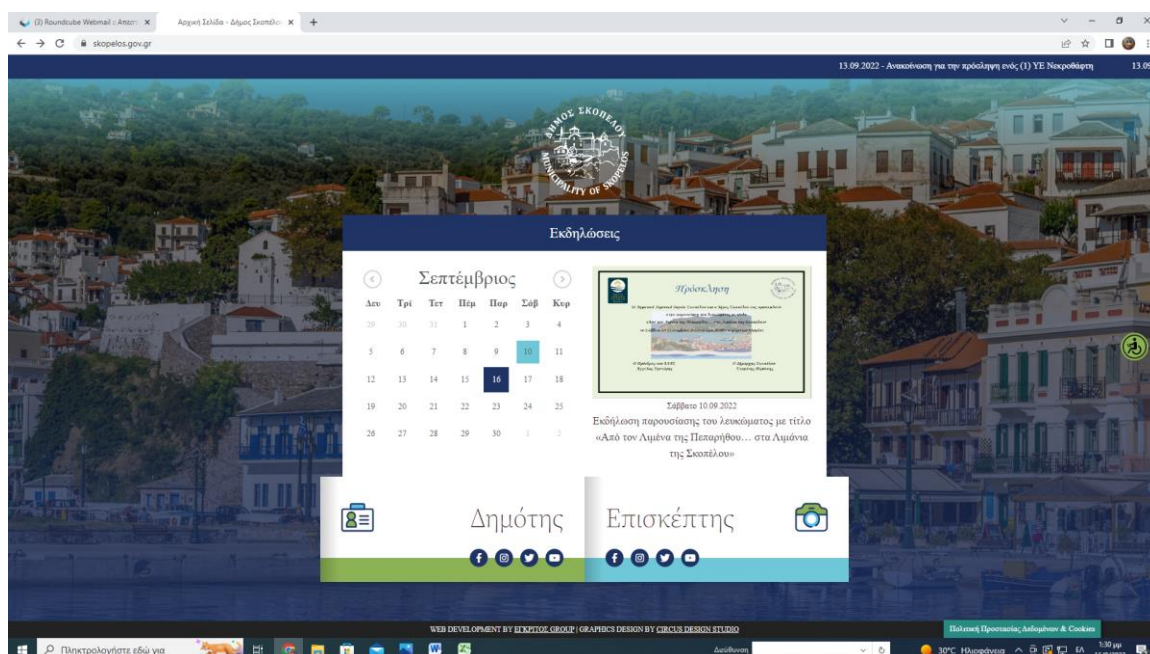 (3) Roundcube Webmail ::
Αρχική Σελίδα - Δήμος Σκοπέλου
skopelos.gov.gr
13.09.2022 - Ανακοίνωση για την πρόσληψη ενός (1) ΥΕ Νεκροθάφτη 13.09
ΔΗΜΟΣ ΣΚΟΠΕΛΟΥ
MUNICIPALITY OF SKOPELOS
Εκδηλώσεις
Σεπτέμβριος
Δευ Τρί Τετ Πέμ Παρ Σάβ Κυρ
29 30 31 1 2 3 4
5 6 7 8 9 10 11
12 13 14 15 16 17 18
19 20 21 22 23 24 25
26 27 28 29 30 1 2
Πρόσκληση
Σάββατο 10.09.2022
Εκδήλωση παρουσίασης του λευκώματος με τίτλο
«Από τον Λιμένα της Πεπαρήθου… στα Λιμάνια
της Σκοπέλου»
Δημότης
Επισκέπτης
WEB DEVELOPMENT BY ΕΓΚΡΙΤΟΣ GROUP | GRAPHICS DESIGN BY CIRCUS DESIGN STUDIO
Πολιτική Προστασίας Δεδομένων & Cookies
Πληκτρολογήστε εδώ για
Διεύθυνση
30°C Ηλιοφάνεια
ΕΛ
1:30 μμ